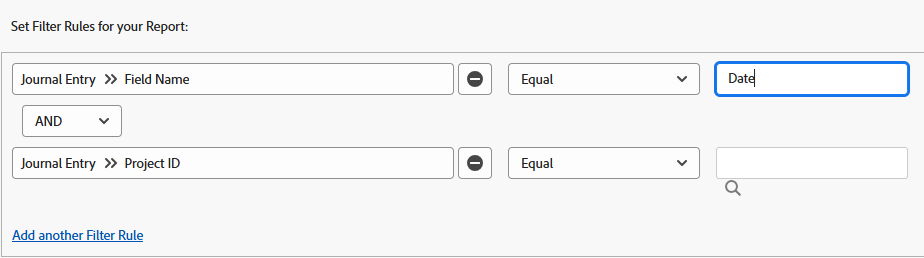 Set Filter Rules for your Report:
Journal Entry >> Field Name Equal Date
AND
Journal Entry >> Project ID Equal
Add another Filter Rule